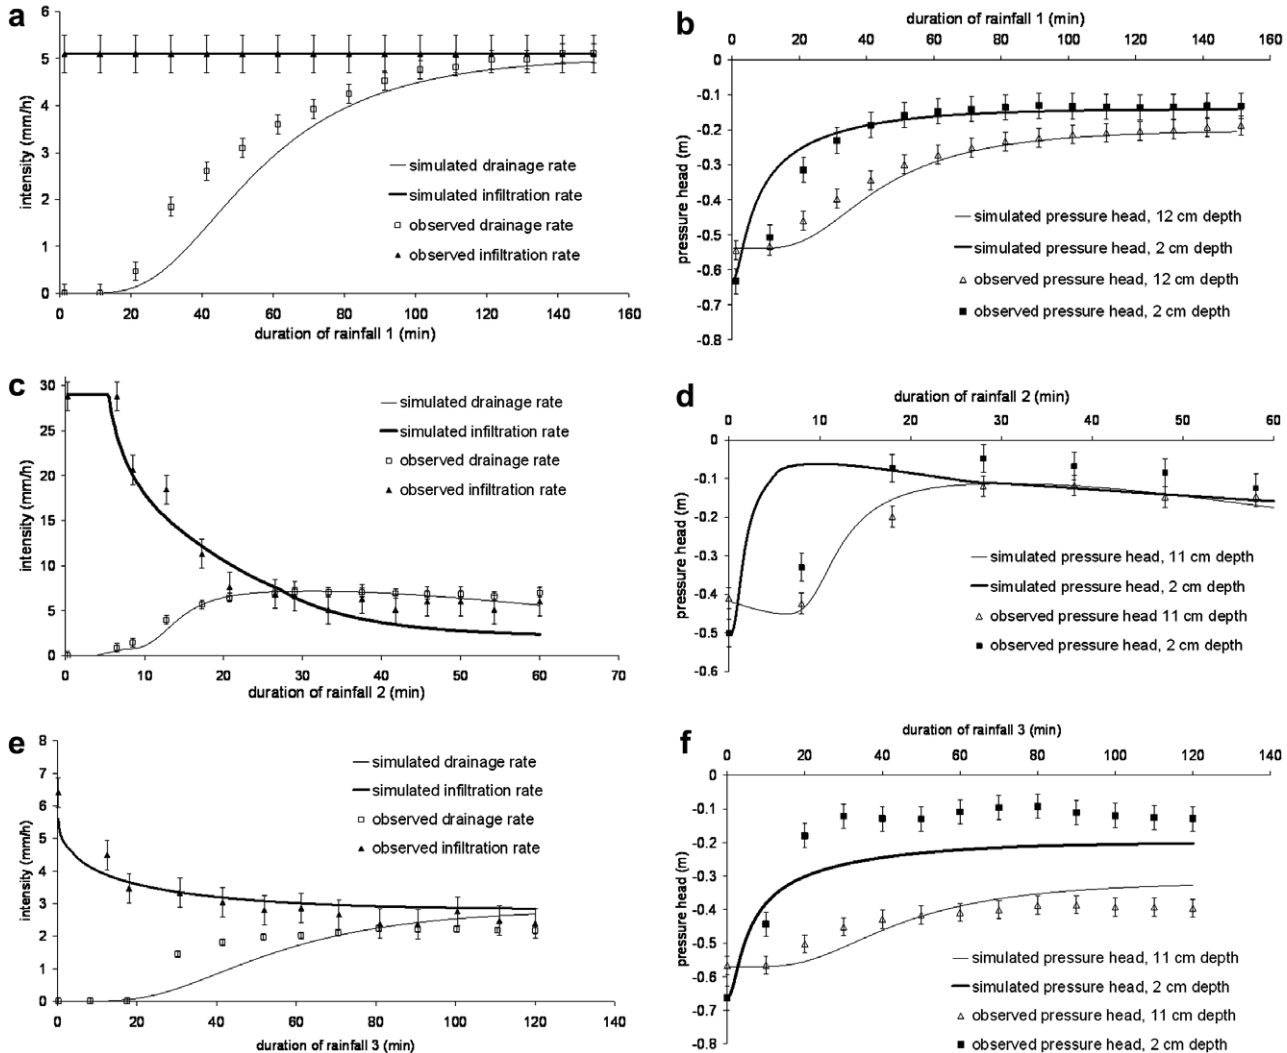 a
6
5
4
3
2
1
0
intensity (mm/h)
simulated drainage rate
simulated infiltration rate
observed drainage rate
observed infiltration rate
0 20 40 60 80 100 120 140 160
duration of rainfall 1 (min)
b
duration of rainfall 1 (min)
0 20 40 60 80 100 120 140 160
0
-0.1
-0.2
-0.3
-0.4
-0.5
-0.6
-0.7
-0.8
pressure head (m)
simulated pressure head, 12 cm depth
simulated pressure head, 2 cm depth
observed pressure head, 12 cm depth
observed pressure head, 2 cm depth
c
30
25
20
15
10
5
0
intensity (mm/h)
simulated drainage rate
simulated infiltration rate
observed drainage rate
observed infiltration rate
0 10 20 30 40 50 60 70
duration of rainfall 2 (min)
d
duration of rainfall 2 (min)
0 10 20 30 40 50 60
0
-0.1
-0.2
-0.3
-0.4
-0.5
-0.6
pressure head (m)
simulated pressure head, 11 cm depth
simulated pressure head, 2 cm depth
observed pressure head 11 cm depth
observed pressure head, 2 cm depth
e
8
7
6
5
4
3
2
1
0
intensity (mm/h)
simulated drainage rate
simulated infiltration rate
observed drainage rate
observed infiltration rate
0 20 40 60 80 100 120 140
duration of rainfall 3 (min)
f
duration of rainfall 3 (min)
0 20 40 60 80 100 120 140
0
-0.1
-0.2
-0.3
-0.4
-0.5
-0.6
-0.7
-0.8
pressure head (m)
simulated pressure head, 11 cm depth
simulated pressure head, 2 cm depth
observed pressure head, 11 cm depth
observed pressure head, 2 cm depth